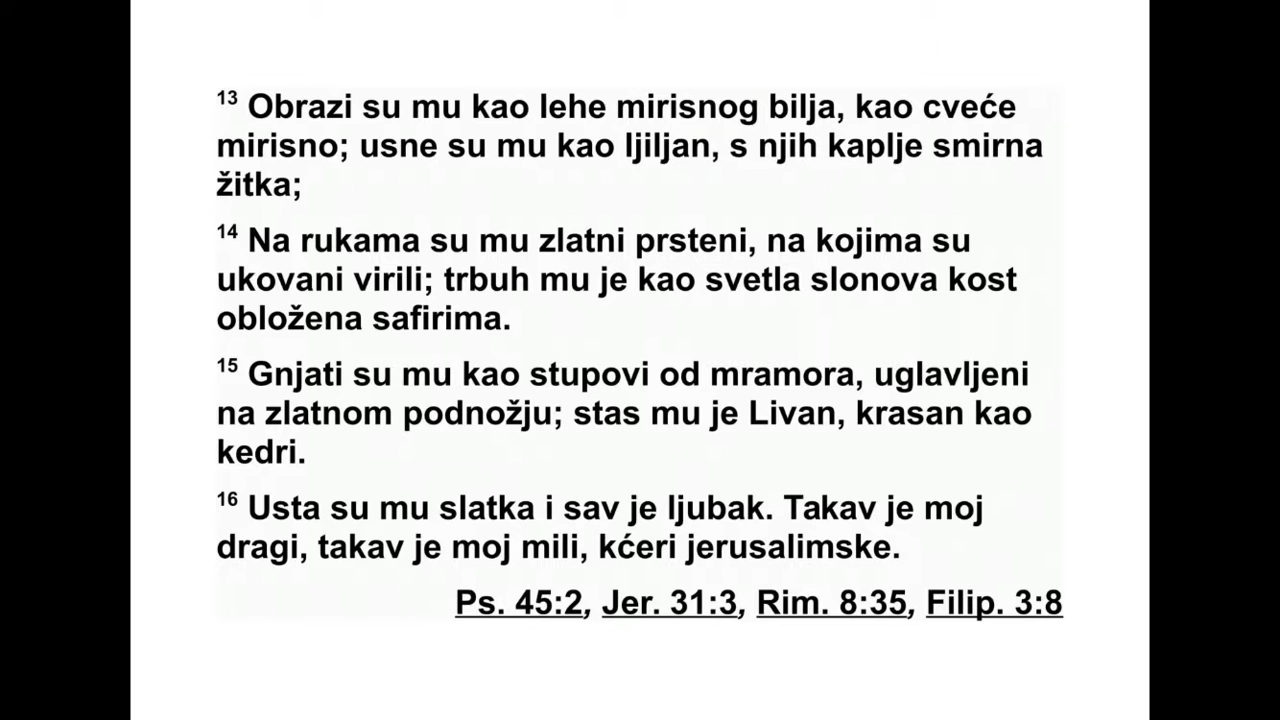 13 Obrazi su mu kao lehe mirisnog bilja, kao cveće
mirisno; usne su mu kao ljiljan, s njih kaplje smirna
žitka;
14 Na rukama su mu zlatni prsteni, na kojima su
ukovani virili; trbuh mu je kao svetla slonova kost
obložena safirima.
15 Gnjati su mu kao stupovi od mramora, uglavljeni
na zlatnom podnožju; stas mu je Livan, krasan kao
kedri.
16 Usta su mu slatka i sav je ljubak. Takav je moj
dragi, takav je moj mili, kćeri jerusalimske.
Ps. 45:2, Jer. 31:3, Rim. 8:35, Filip. 3:8